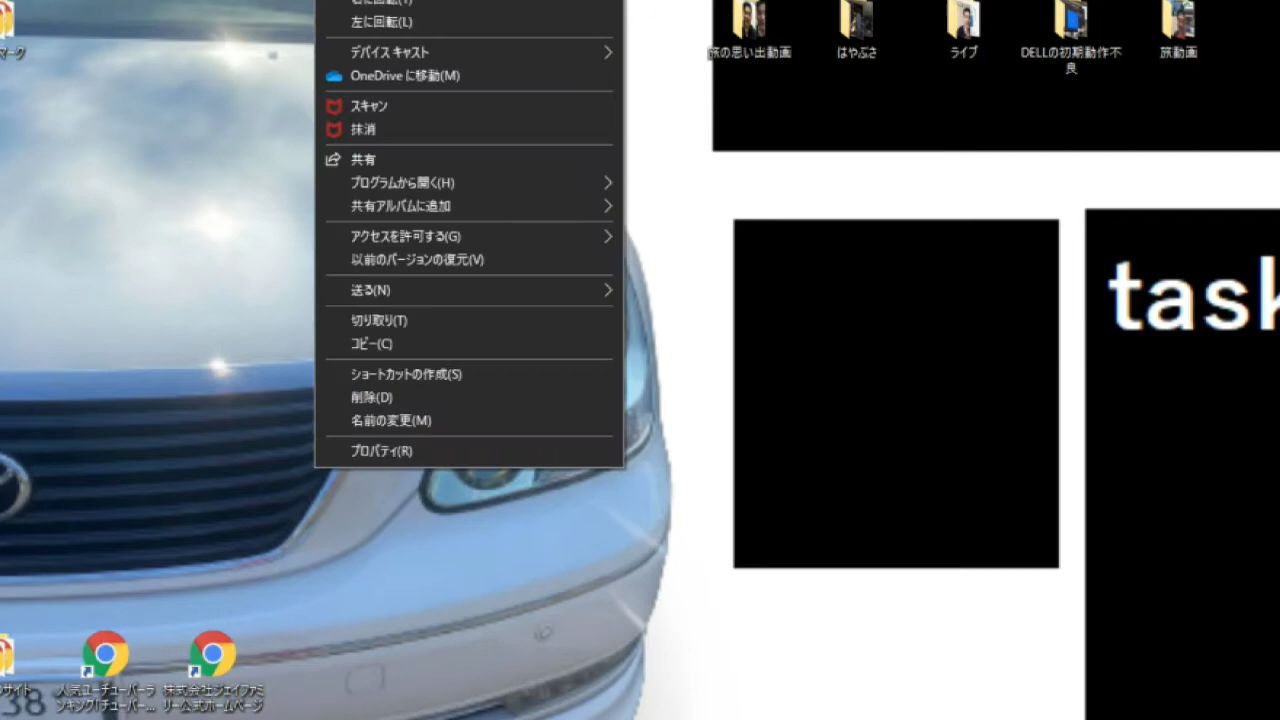 右に回転(T)
左に回転(L)
デバイス キャスト
OneDrive に移動(M)
スキャン
抹消
共有
プログラムから開く(H)
共有アルバムに追加
アクセスを許可する(G)
以前のバージョンの復元(V)
送る(N)
切り取り(T)
コピー(C)
ショートカットの作成(S)
削除(D)
名前の変更(M)
プロパティ(R)
旅の思い出動画
はやぶさ
ライブ
DELLの初期動作不
良
旅動画
task
マーク
サイト
人気ユーチューバーラ
ンキング!チューバー...
株式会社ジェイファミ
リー公式ホームページ
38